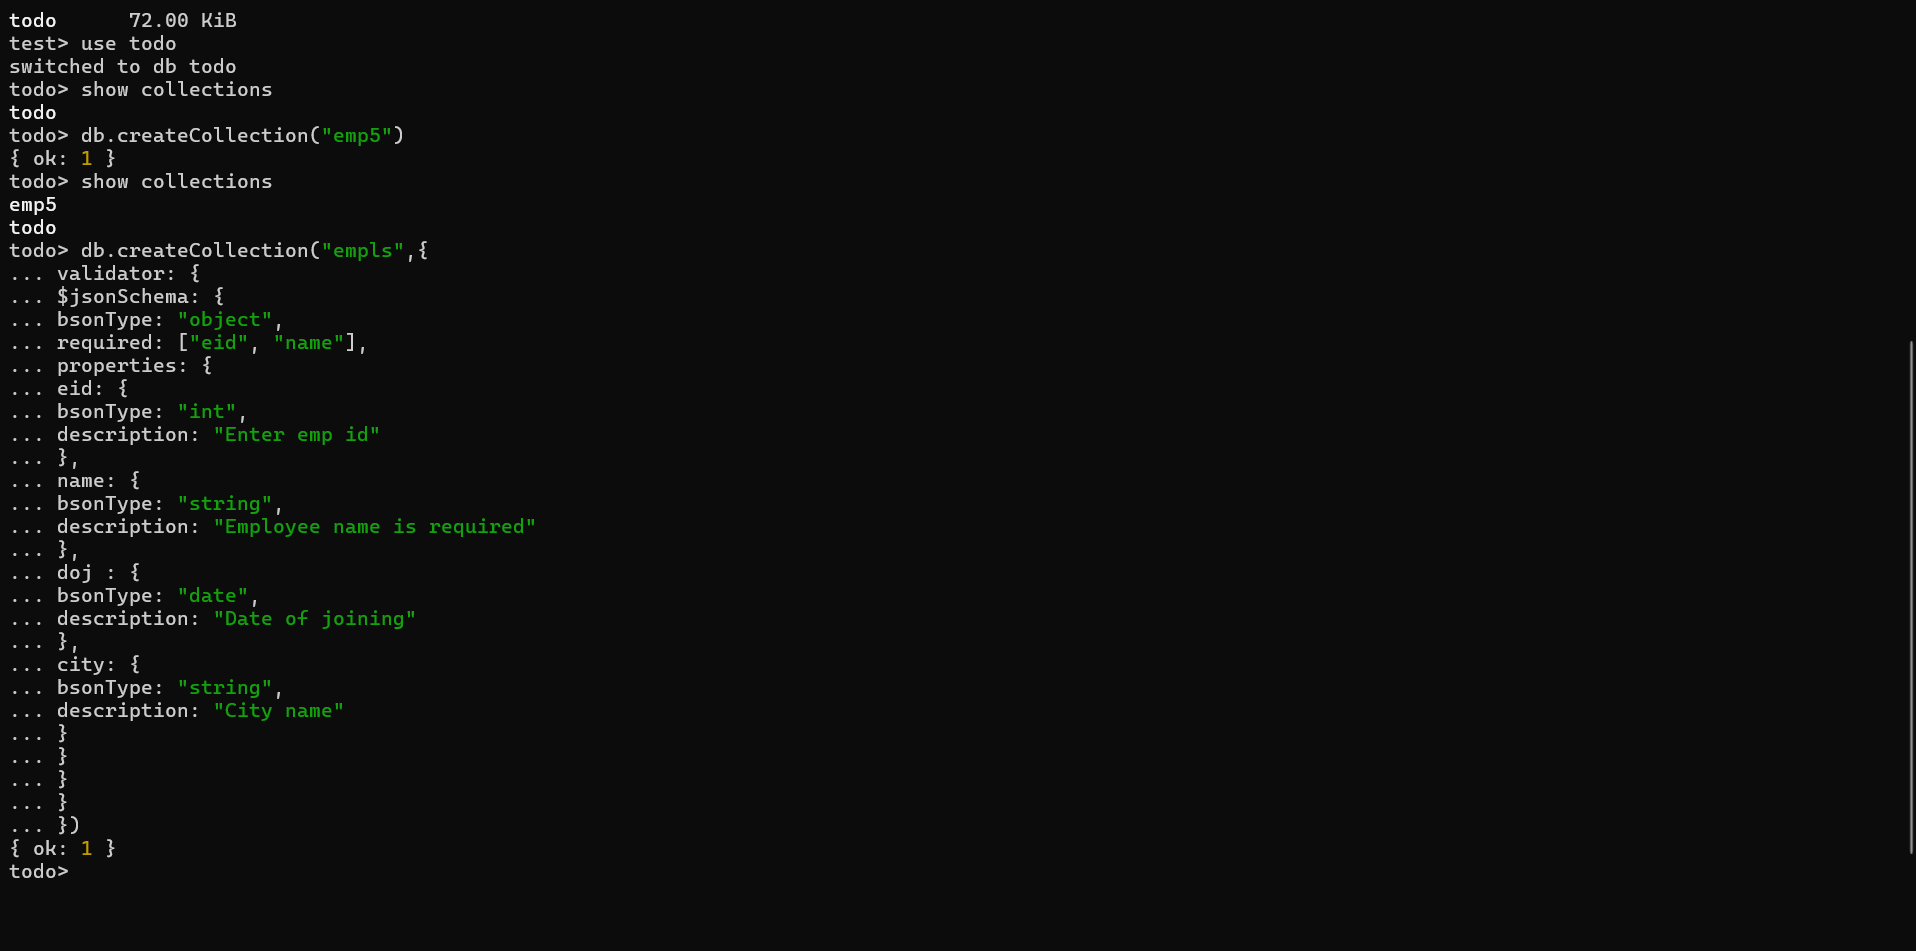 todo      72.00 KiB
test> use todo
switched to db todo
todo> show collections
todo
todo> db.createCollection("emp5")
{ ok: 1 }
todo> show collections
emp5
todo
todo> db.createCollection("empls",{
... validator: {
... $jsonSchema: {
... bsonType: "object",
... required: ["eid", "name"],
... properties: {
... eid: {
... bsonType: "int",
... description: "Enter emp id"
... },
... name: {
... bsonType: "string",
... description: "Employee name is required"
... },
... doj : {
... bsonType: "date",
... description: "Date of joining"
... },
... city: {
... bsonType: "string",
... description: "City name"
... }
... }
... }
... }
... })
{ ok: 1 }
todo>